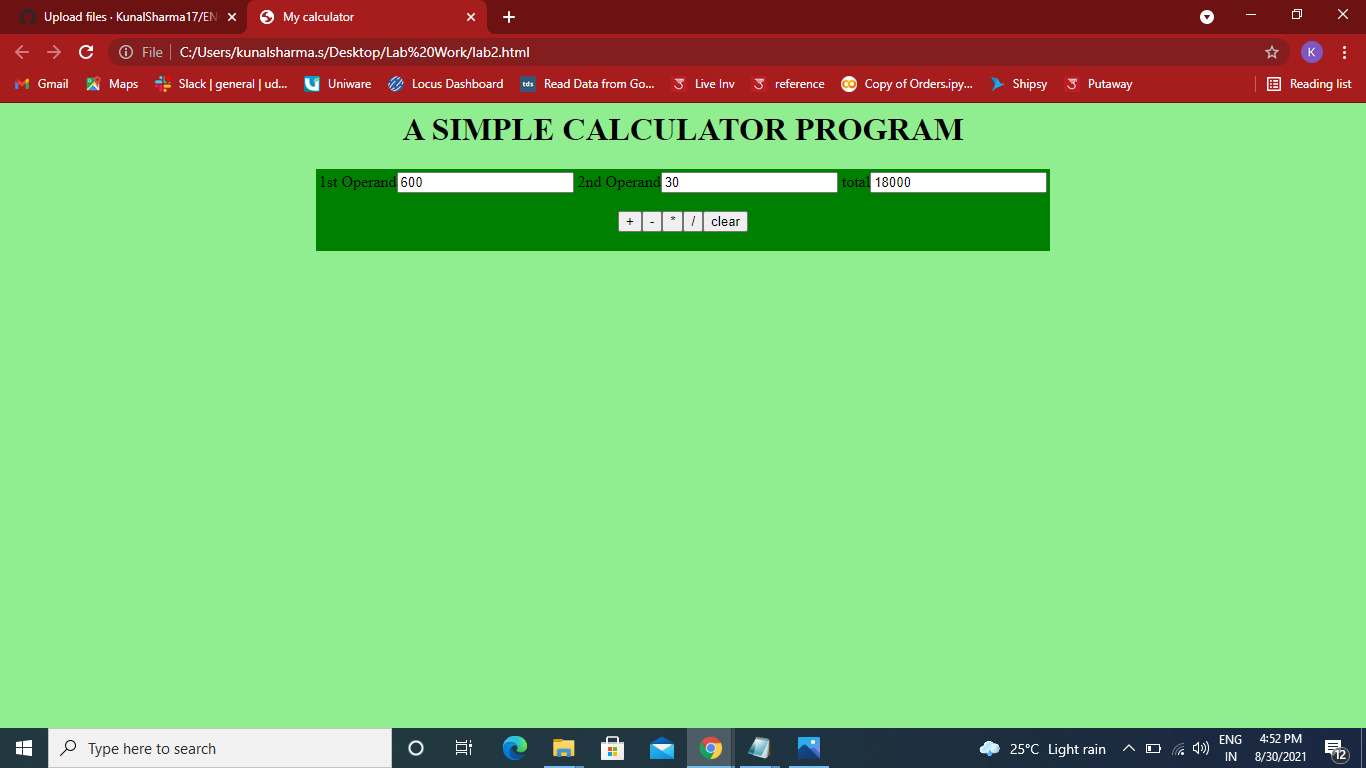 Upload files · KunalSharma17/EN
My calculator
File
C:/Users/kunalsharma.s/Desktop/Lab%20Work/lab2.html
K
Gmail Maps Slack | general | ud... Uniware Locus Dashboard tds Read Data from Go... Live Inv reference Copy of Orders.ipy... Shipsy Putaway Reading list
A SIMPLE CALCULATOR PROGRAM
1st Operand 600 2nd Operand 30 total 18000
+ - * / clear
Type here to search
25°C Light rain
ENG
IN
4:52 PM
8/30/2021
12